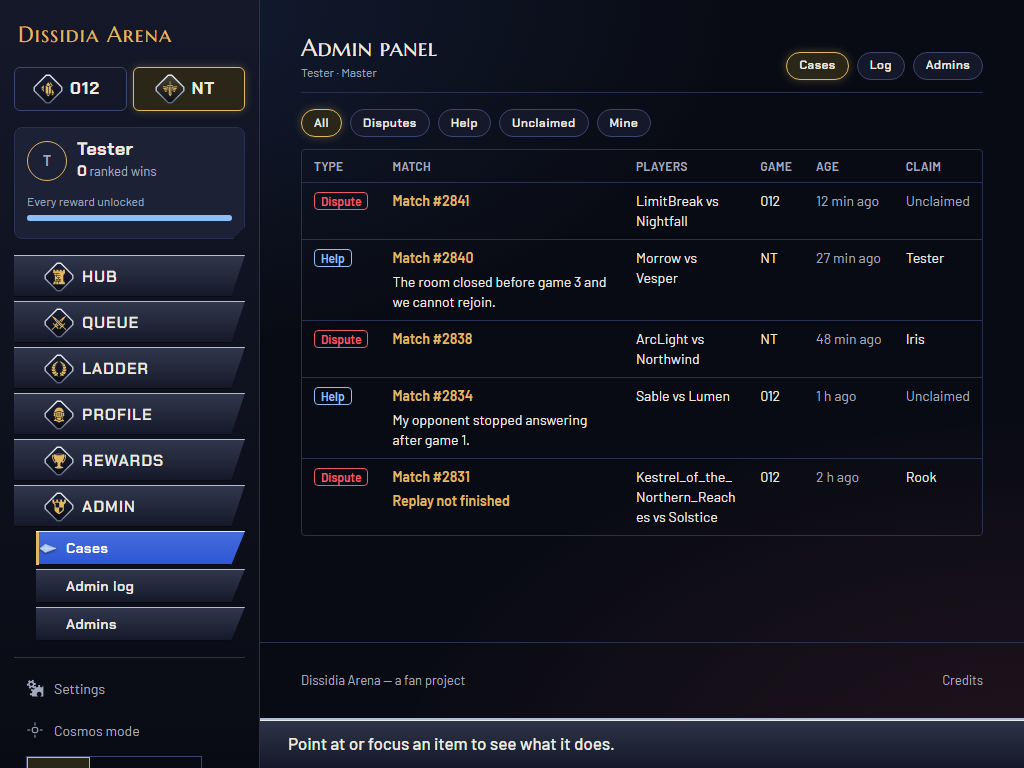 Dissidia Arena
012
NT
T
Tester
0 ranked wins
Every reward unlocked
HUB
QUEUE
LADDER
PROFILE
REWARDS
ADMIN
Cases
Admin log
Admins
Settings
Cosmos mode
Admin panel
Tester · Master
Cases
Log
Admins
All
Disputes
Help
Unclaimed
Mine
TYPE MATCH PLAYERS GAME AGE CLAIM
Dispute Match #2841 LimitBreak vs 012 12 min ago Unclaimed
Nightfall
Help Match #2840 Morrow vs NT 27 min ago Tester
The room closed before game 3 and Vesper
we cannot rejoin.
Dispute Match #2838 ArcLight vs NT 48 min ago Iris
Northwind
Help Match #2834 Sable vs Lumen 012 1 h ago Unclaimed
My opponent stopped answering
after game 1.
Dispute Match #2831 Kestrel_of_the_ 012 2 h ago Rook
Replay not finished Northern_Reach
es vs Solstice
Dissidia Arena — a fan project
Credits
Point at or focus an item to see what it does.